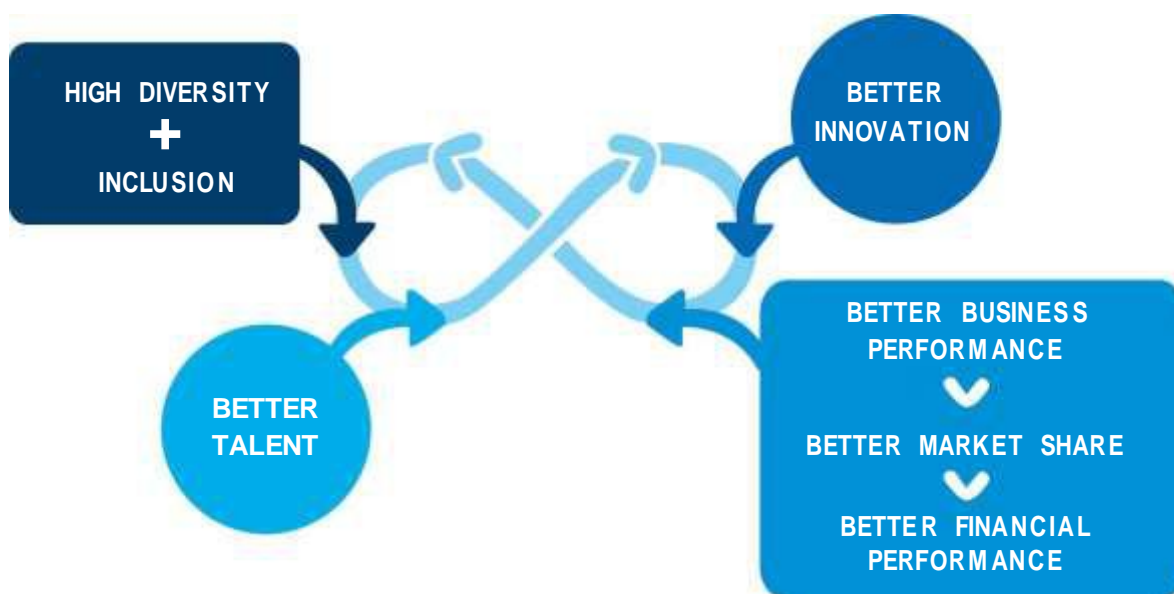 HIGH DIVERSITY
+
INCLUSION
BETTER
INNOVATION
BETTER
TALENT
BETTER BUSINESS
PERFORMANCE
BETTER MARKET SHARE
BETTER FINANCIAL
PERFORMANCE